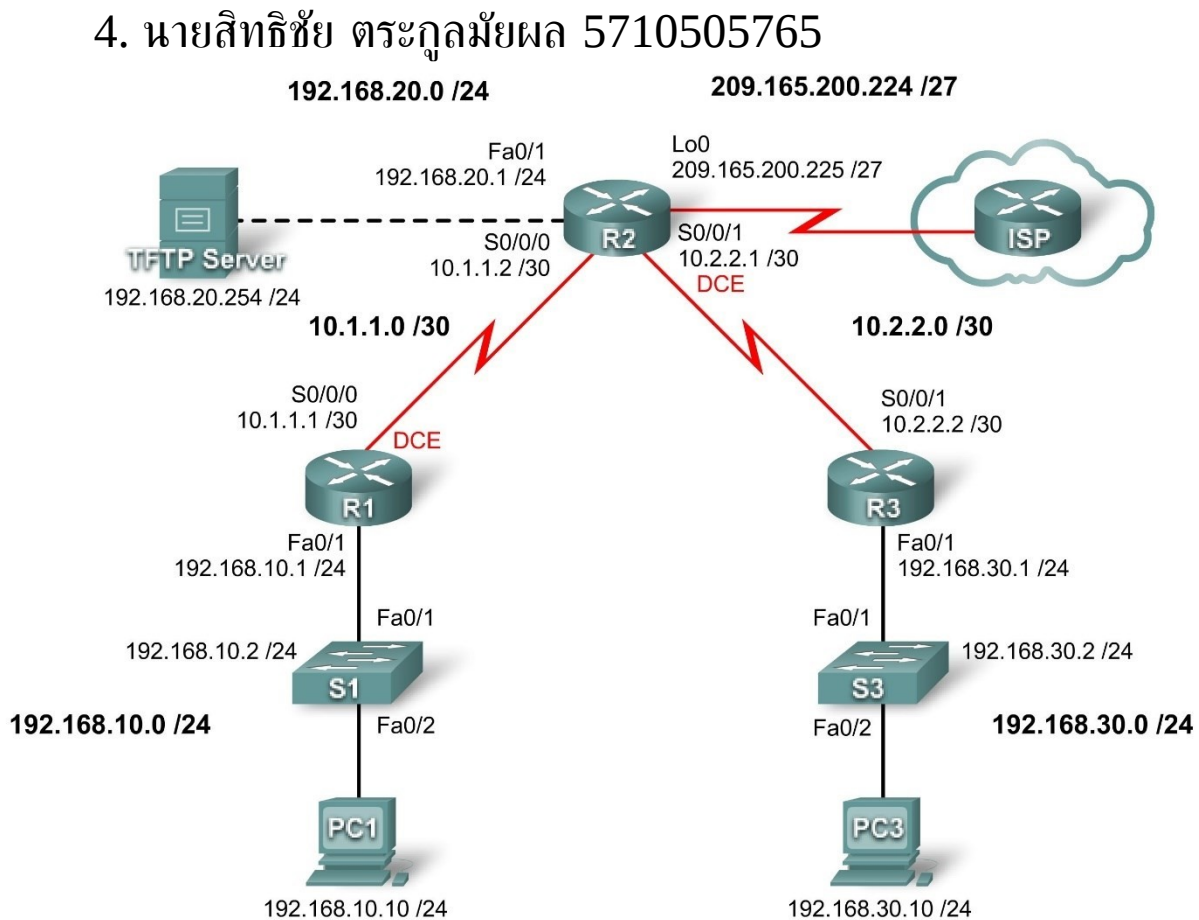 4. นายสิทธิชัย ตระกูลมัยผล 5710505765
192.168.20.0 /24
209.165.200.224 /27
Fa0/1
192.168.20.1 /24
Lo0
209.165.200.225 /27
TFTP Server
192.168.20.254 /24
S0/0/0
10.1.1.2 /30
R2
S0/0/1
10.2.2.1 /30
DCE
ISP
10.1.1.0 /30
10.2.2.0 /30
S0/0/0
10.1.1.1 /30
DCE
S0/0/1
10.2.2.2 /30
R1
R3
Fa0/1
192.168.10.1 /24
Fa0/1
192.168.30.1 /24
Fa0/1
Fa0/1
192.168.10.2 /24
192.168.30.2 /24
S1
S3
192.168.10.0 /24
Fa0/2
Fa0/2
192.168.30.0 /24
PC1
PC3
192.168.10.10 /24
192.168.30.10 /24